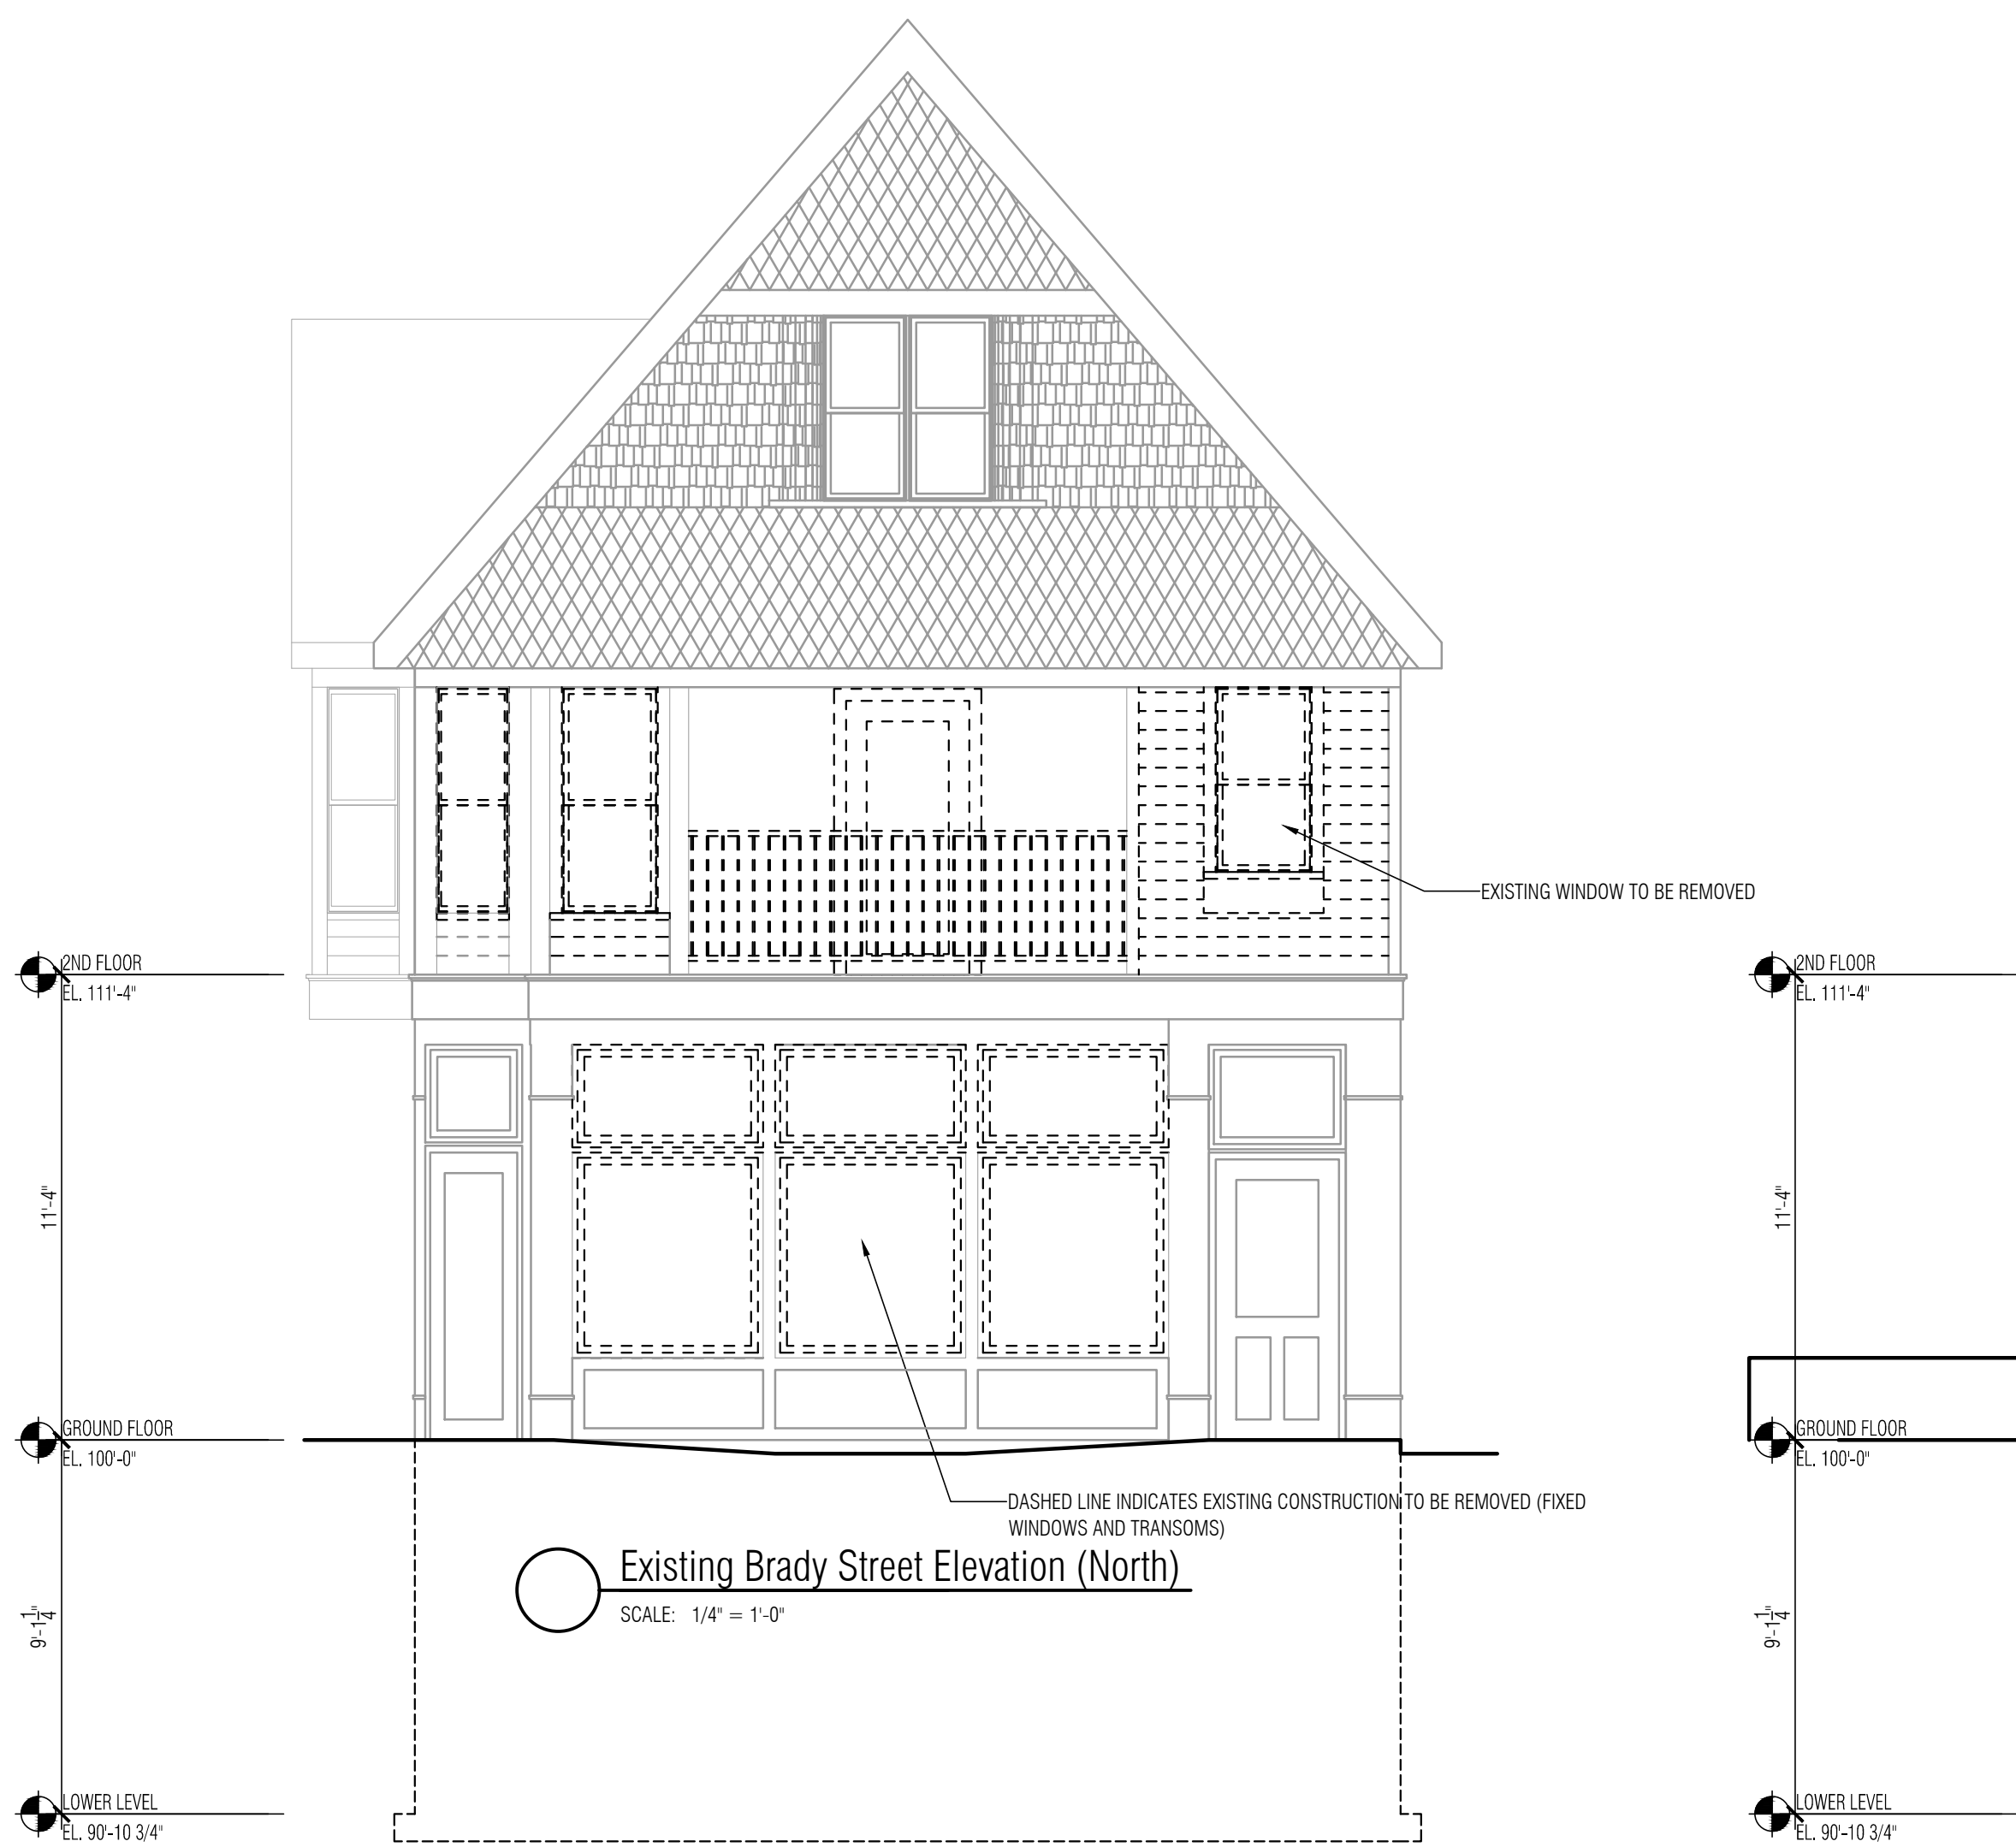 EXISTING WINDOW TO BE REMOVED
2ND FLOOR
EL. 111'-4"
2ND FLOOR
EL. 111'-4"
11'-4"
11'-4"
GROUND FLOOR
EL. 100'-0"
GROUND FLOOR
EL. 100'-0"
DASHED LINE INDICATES EXISTING CONSTRUCTION TO BE REMOVED (FIXED
WINDOWS AND TRANSOMS)
Existing Brady Street Elevation (North)
SCALE: 1/4" = 1'-0"
9'-1 1/4"
9'-1 1/4"
LOWER LEVEL
EL. 90'-10 3/4"
LOWER LEVEL
EL. 90'-10 3/4"